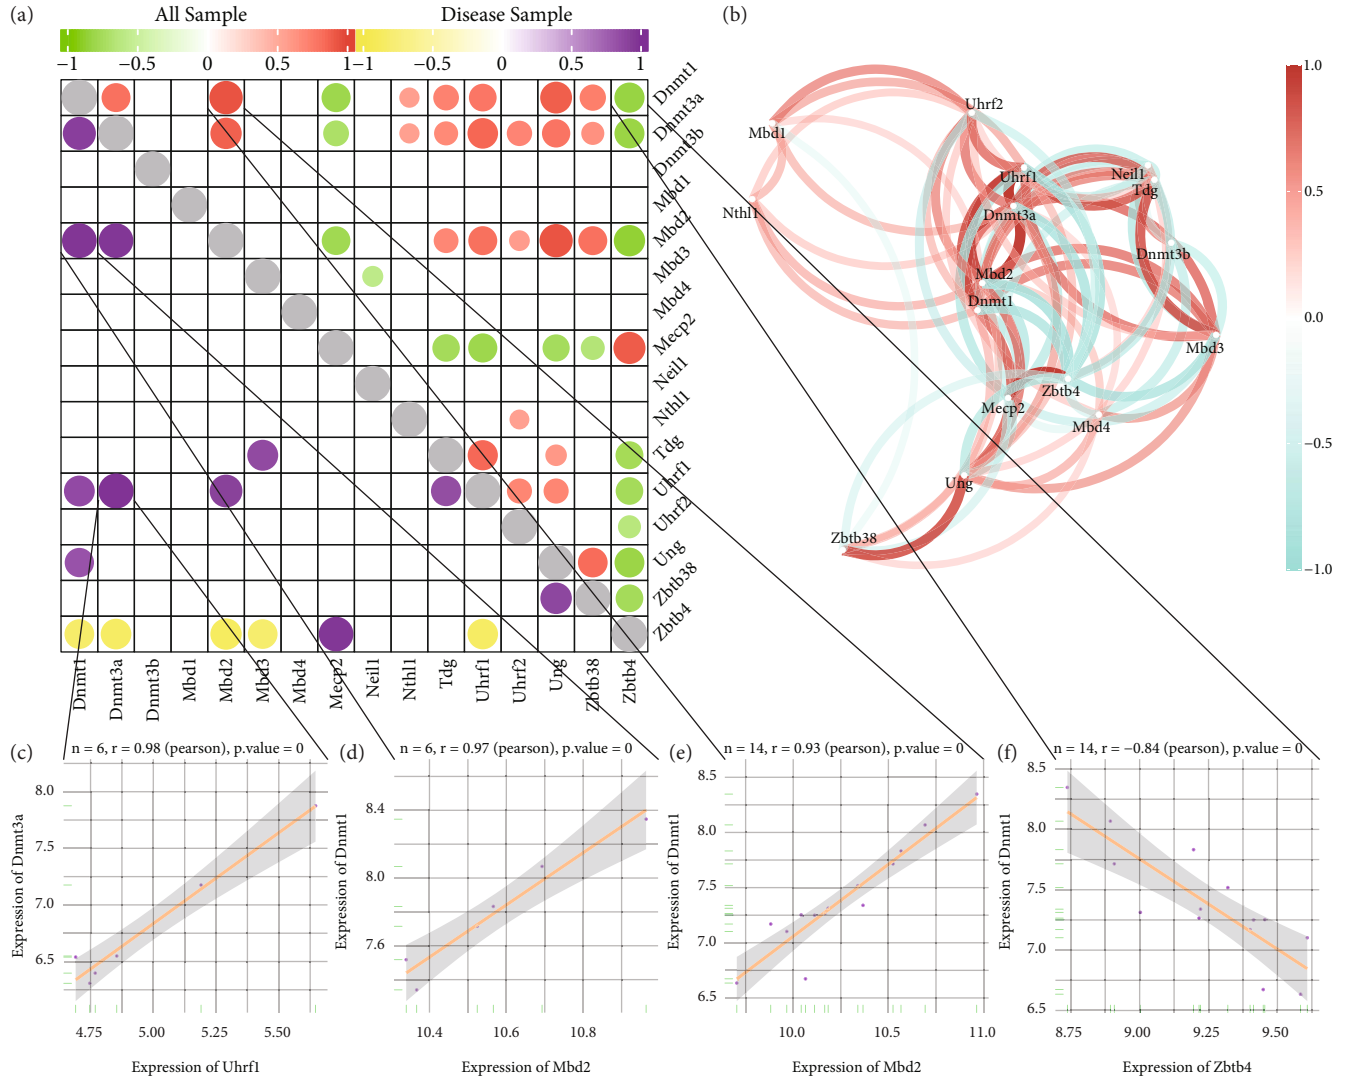 (a)
All Sample
Disease Sample
−1
−0.5
0
0.5
1
−1
−0.5
0
0.5
1
Dnmt1
Dnmt3a
Dnmt3b
Mbd1
Mbd2
Mbd3
Mbd4
Mecp2
Neil1
Nthl1
Tdg
Uhrf1
Uhrf2
Ung
Zbtb38
Zbtb4
Dnmt1
Dnmt3a
Dnmt3b
Mbd1
Mbd2
Mbd3
Mbd4
Mecp2
Neil1
Nthl1
Tdg
Uhrf1
Uhrf2
Ung
Zbtb38
Zbtb4
(b)
Uhrf2
Mbd1
Uhrf1
Neil1
Tdg
Nthl1
Dnmt3a
Dnmt3b
Mbd2
Dnmt1
Mbd3
Zbtb4
Mecp2
Mbd4
Ung
Zbtb38
1.0
0.5
0.0
−0.5
−1.0
(c)
n = 6, r = 0.98 (pearson), p.value = 0
Expression of Dnmt3a
8.0
7.5
7.0
6.5
4.75
5.00
5.25
5.50
Expression of Uhrf1
(d)
n = 6, r = 0.97 (pearson), p.value = 0
Expression of Dnmt1
8.4
8.0
7.6
10.4
10.6
10.8
Expression of Mbd2
(e)
n = 14, r = 0.93 (pearson), p.value = 0
Expression of Dnmt1
8.5
8.0
7.5
7.0
6.5
10.0
10.5
11.0
Expression of Mbd2
(f)
n = 14, r = −0.84 (pearson), p.value = 0
Expression of Dnmt1
8.5
8.0
7.5
7.0
6.5
8.75
9.00
9.25
9.50
Expression of Zbtb4